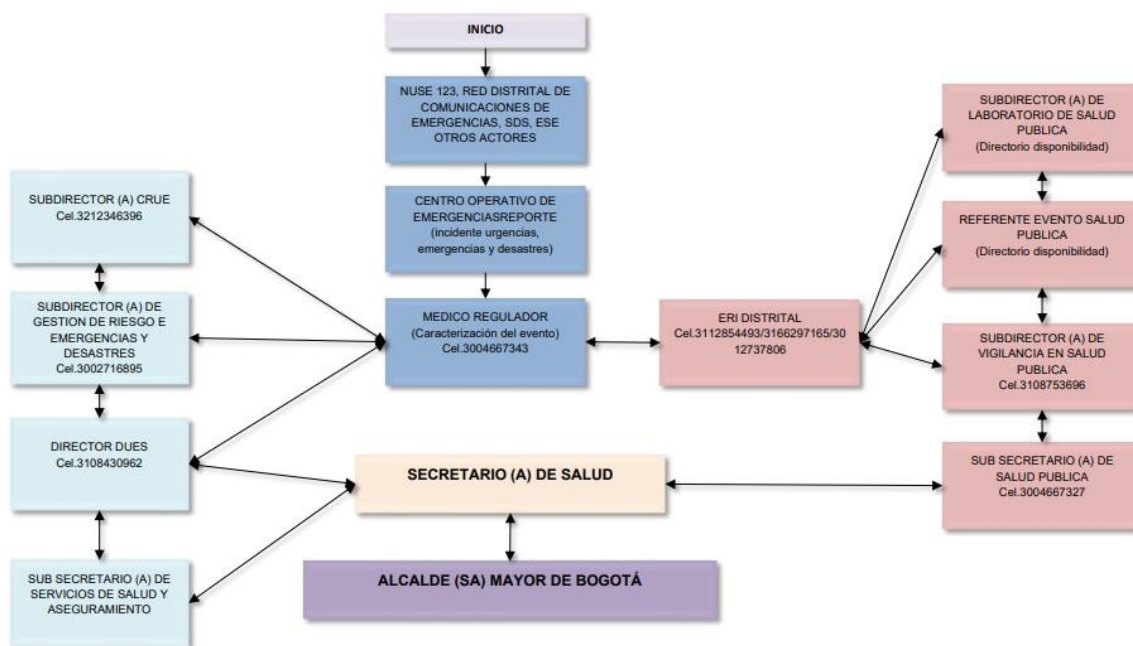 INICIO
NUSE 123, RED DISTRITAL DE
COMUNICACIONES DE
EMERGENCIAS, SDS, ESE
OTROS ACTORES
CENTRO OPERATIVO DE
EMERGENCIASREPORTE
(incidente urgencias,
emergencias y desastres)
MEDICO REGULADOR
(Caracterización del evento)
Cel.3004667343
SUBDIRECTOR (A) CRUE
Cel.3212346396
SUBDIRECTOR (A) DE
GESTION DE RIESGO E
EMERGENCIAS Y
DESASTRES
Cel.3002716895
DIRECTOR DUES
Cel.3108430962
SUB SECRETARIO (A) DE
SERVICIOS DE SALUD Y
ASEGURAMIENTO
ERI DISTRITAL
Cel.3112854493/3166297165/30
12737806
SUBDIRECTOR (A) DE
LABORATORIO DE SALUD
PUBLICA
(Directorio disponibilidad)
REFERENTE EVENTO SALUD
PUBLICA
(Directorio disponibilidad)
SUBDIRECTOR (A) DE
VIGILANCIA EN SALUD
PUBLICA
Cel.3108753696
SUB SECRETARIO (A) DE
SALUD PUBLICA
Cel.3004667327
SECRETARIO (A) DE SALUD
ALCALDE (SA) MAYOR DE BOGOTÁ